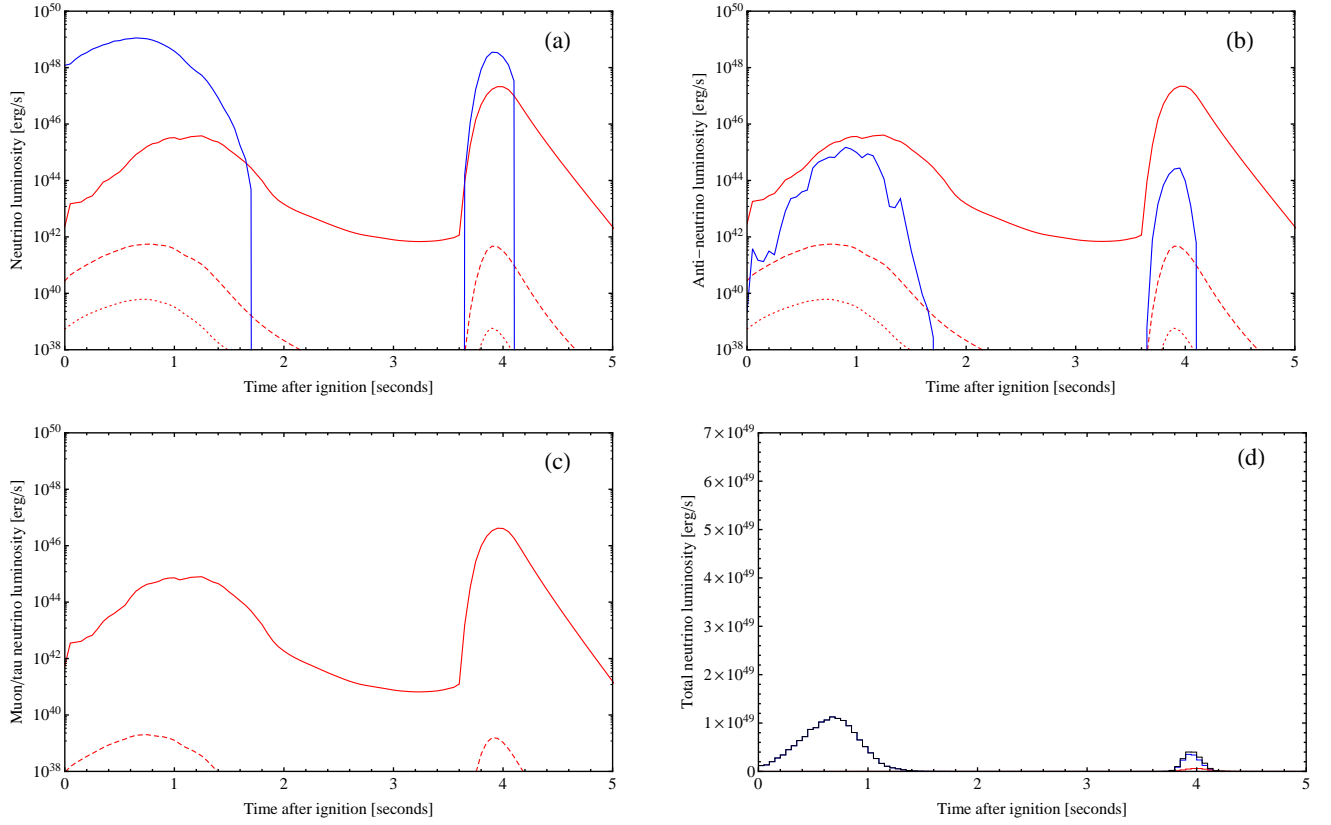 (a)
Neutrino luminosity [erg/s]
10^50
10^48
10^46
10^44
10^42
10^40
10^38
0 1 2 3 4 5
Time after ignition [seconds]
(b)
Anti−neutrino luminosity [erg/s]
10^50
10^48
10^46
10^44
10^42
10^40
10^38
0 1 2 3 4 5
Time after ignition [seconds]
(c)
Muon/tau neutrino luminosity [erg/s]
10^50
10^48
10^46
10^44
10^42
10^40
10^38
0 1 2 3 4 5
Time after ignition [seconds]
(d)
Total neutrino luminosity [erg/s]
7×10^49
6×10^49
5×10^49
4×10^49
3×10^49
2×10^49
1×10^49
0
0 1 2 3 4 5
Time after ignition [seconds]